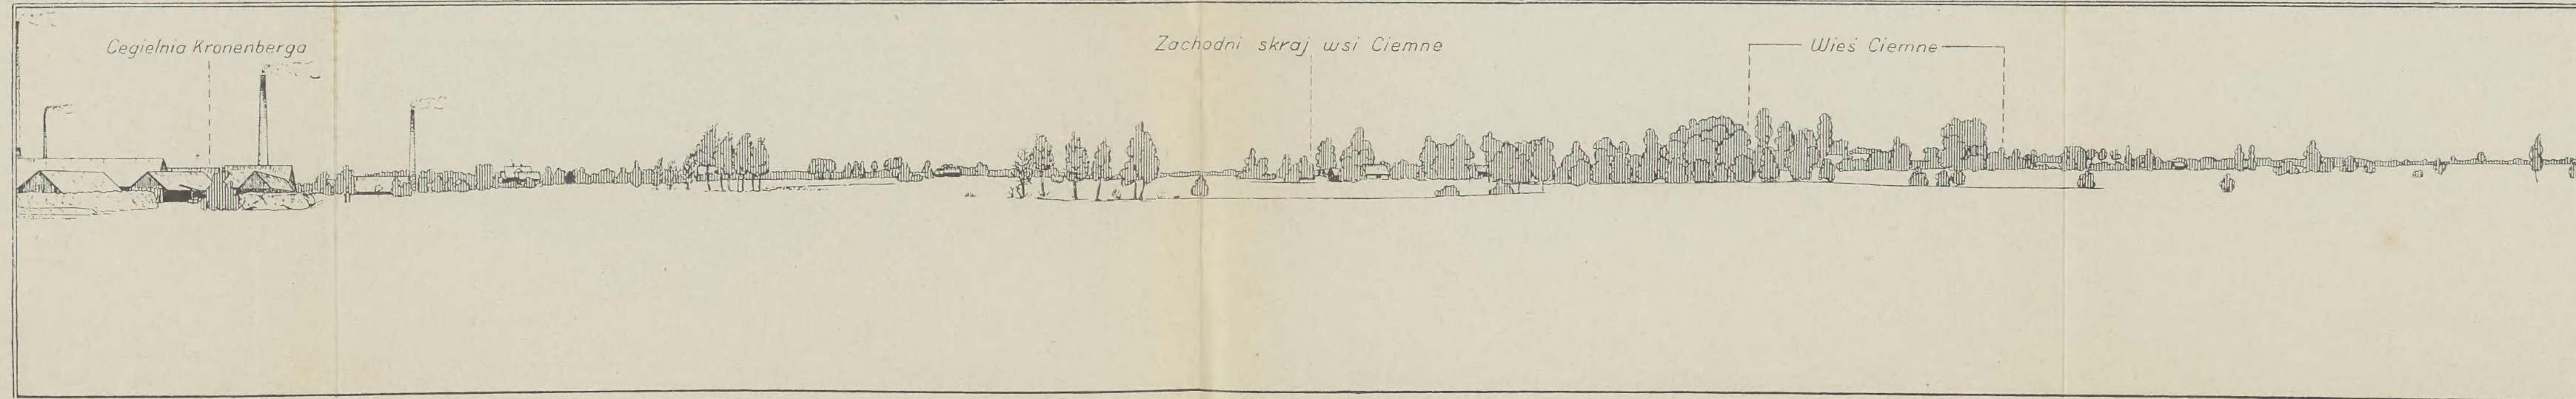 Cegielnia Kronenberga
Zachodni skraj wsi Ciemne
Wieś Ciemne